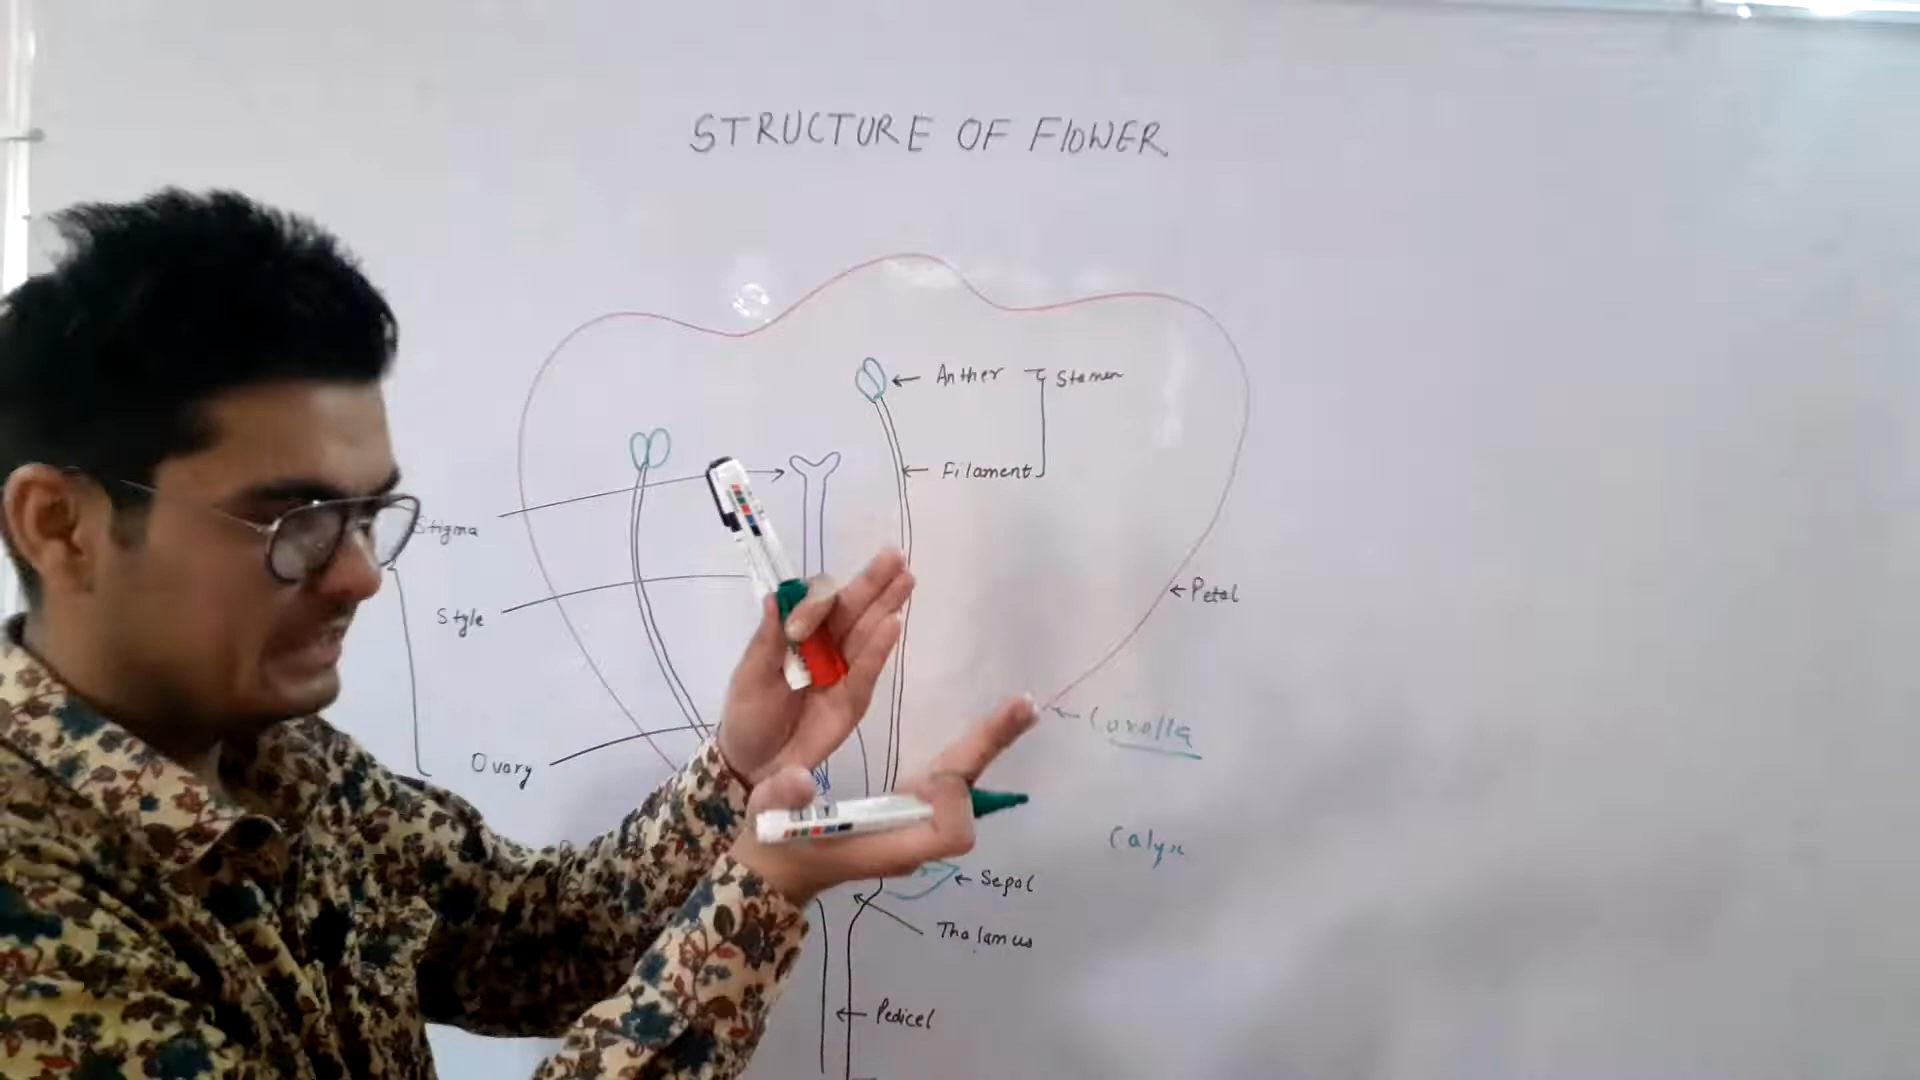 STRUCTURE OF FlOWER
Anther
Stamen
Filament
Stigma
Style
Petal
Corolla
Ovary
Calyx
Sepal
Thalamus
Pedicel